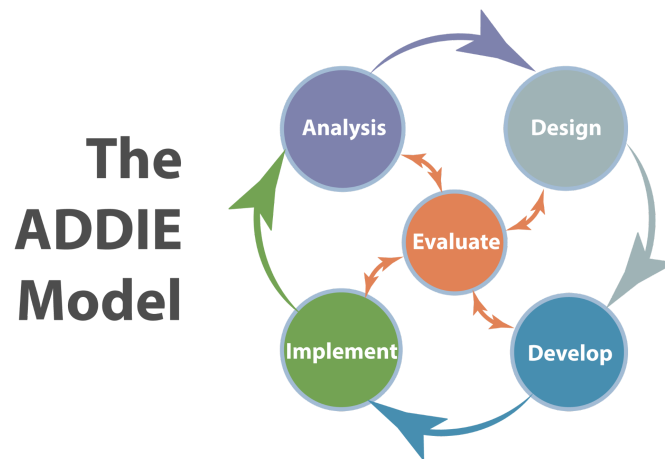 The
ADDIE
Model
Analysis
Design
Evaluate
Implement
Develop